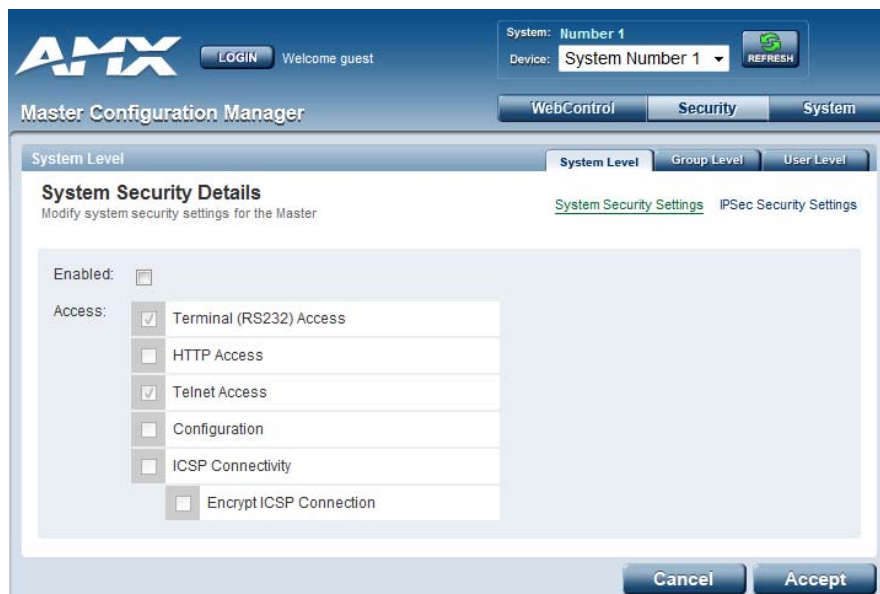 AMX
LOGIN
Welcome guest
System: Number 1
Device: System Number 1
REFRESH
Master Configuration Manager
WebControl
Security
System
System Level
System Level
Group Level
User Level
System Security Details
Modify system security settings for the Master
System Security Settings
IPSec Security Settings
Enabled:
Access:
Terminal (RS232) Access
HTTP Access
Telnet Access
Configuration
ICSP Connectivity
Encrypt ICSP Connection
Cancel
Accept